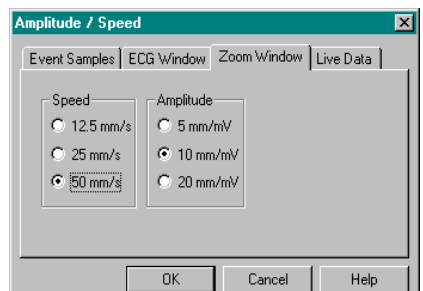 Amplitude / Speed
Event Samples ECG Window Zoom Window Live Data
Speed Amplitude
12.5 mm/s 5 mm/mV
25 mm/s 10 mm/mV
50 mm/s 20 mm/mV
OK Cancel Help